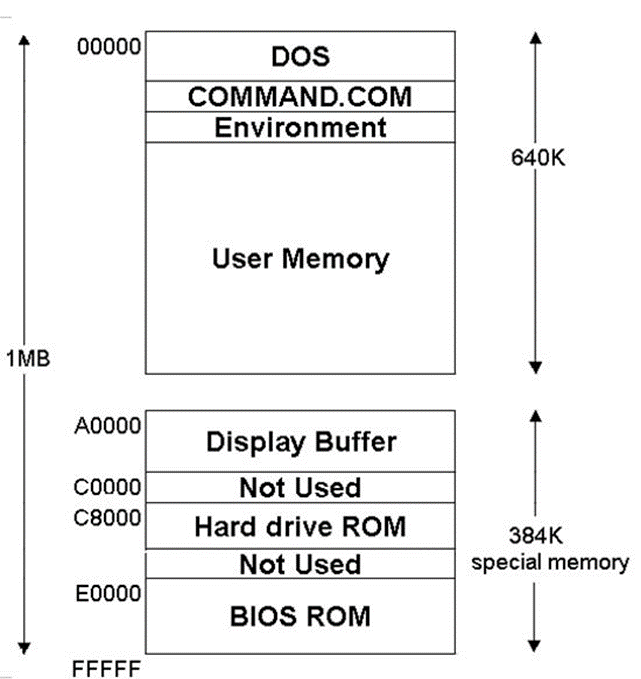 00000
DOS
COMMAND.COM
Environment
640K
User Memory
1MB
A0000
Display Buffer
C0000
Not Used
C8000
Hard drive ROM
384K
special memory
Not Used
E0000
BIOS ROM
FFFFF